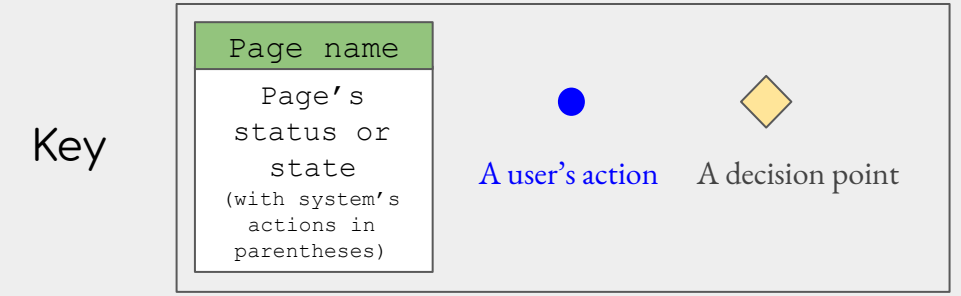 Key
Page name
Page’s
status or
state
(with system’s
actions in
parentheses)
A user’s action
A decision point